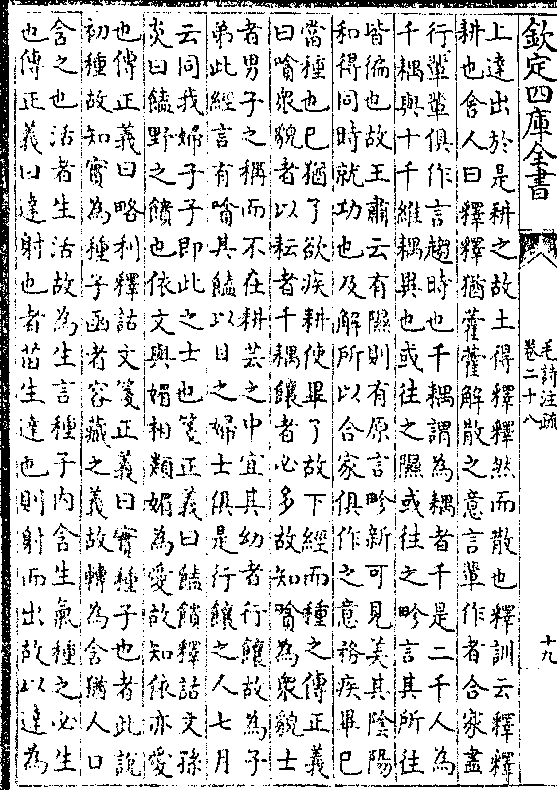 欽定四庫全書
毛詩注疏
卷二十八
十九
上達出於是耕之故土得釋釋然而散也釋訓云釋釋
耕也舍人曰釋釋猶藿藿解散之意言輩作者合家盡
行輩輩俱作言趨時也千耦謂為耦者千是二千人為
千耦與十千維耦與也或往之隰或往之畛言其所往
皆徧也故王肅云有隰則有原言畛新可見美其陰陽
和得同時就功也及解所以合家俱作之意務疾畢已
當種也已猶了欲疾耕使畢了故下經而種之傳正義
曰嗿眾貌者以耘者千耦饟者必多故知嗿為眾貌士
者男子之稱而不在耕芸之中宜其幼者行饟故為子
弟此經言有嗿其饁以目之婦士俱是行饟之人七月
云同我婦子子即此之士也箋正義曰饁饋釋詁文孫
炎曰饁野之饋也依文與媚相類媚為愛故知依亦愛
也傳正義曰略利釋詁文箋正義曰實種子也者此說
初種故知實為種子函者容藏之義故轉為含猶人口
含之也活者生活故為生言種子內含生氣種之必生
也傳正義曰達射也者苗生達也則射而出故以達為